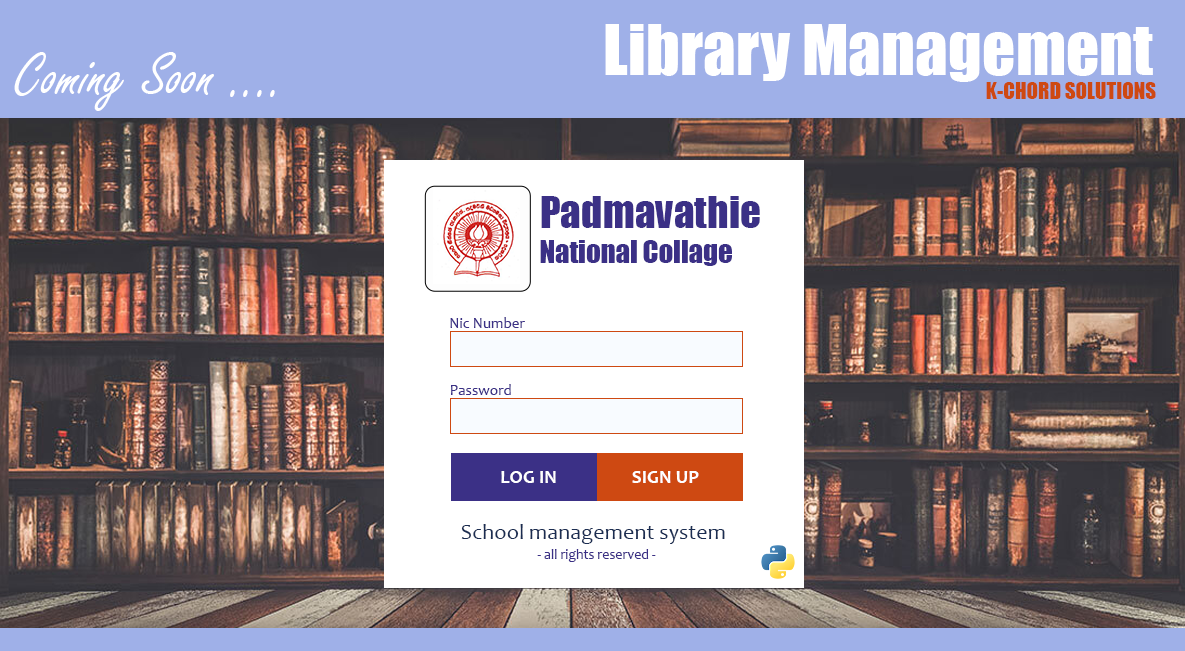 Coming Soon ....
Library Management
K-CHORD SOLUTIONS
Padmavathie
National Collage
Nic Number
Password
LOG IN
SIGN UP
School management system
- all rights reserved -